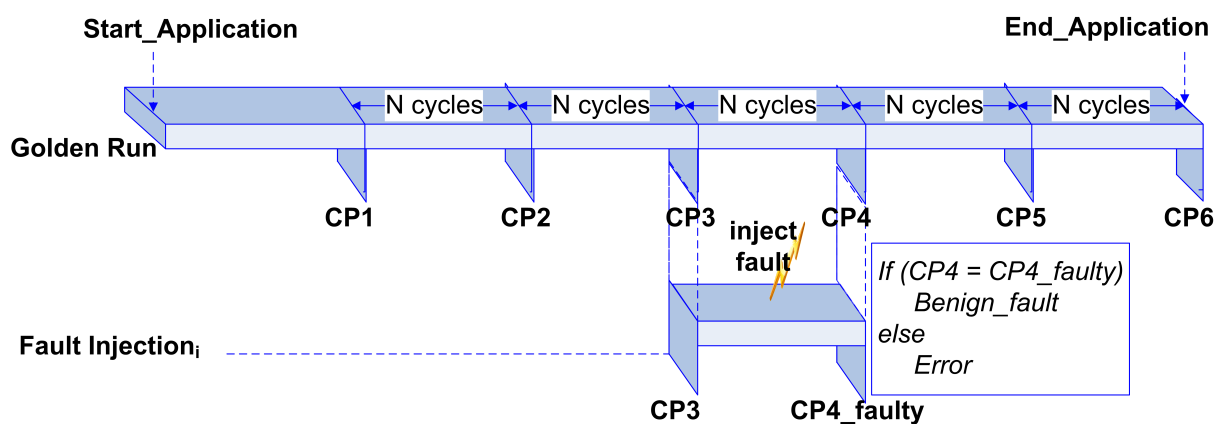 Start_Application
End_Application
N cycles N cycles N cycles N cycles N cycles
Golden Run
CP1 CP2 CP3 CP4 CP5 CP6
inject
fault
If (CP4 = CP4_faulty)
Benign_fault
else
Error
Fault Injectioni
CP3 CP4_faulty